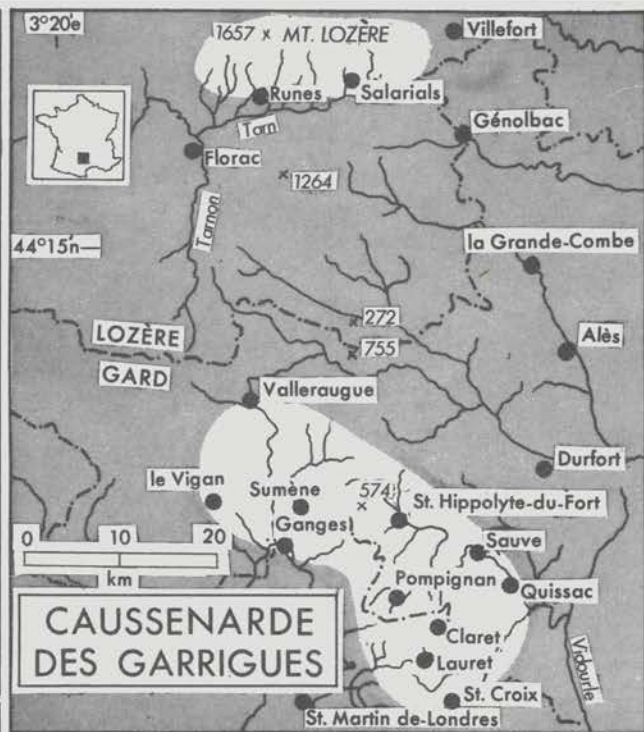 3°20'e
1657 x MT. LOZÈRE
Villefort
Runes
Salarials
Tarn
Génolbac
Florac
x 1264
Tarnon
44°15'n
la Grande-Combe
272
LOZÈRE
755
Alès
GARD
Valleraugue
Durfort
le Vigan
Sumène
574
St. Hippolyte-du-Fort
Ganges
Sauve
0 10 20
km
Pompignan
Quissac
CAUSSENARDE
DES GARRIGUES
Claret
Vidourle
Lauret
St. Croix
St. Martin de-Londres